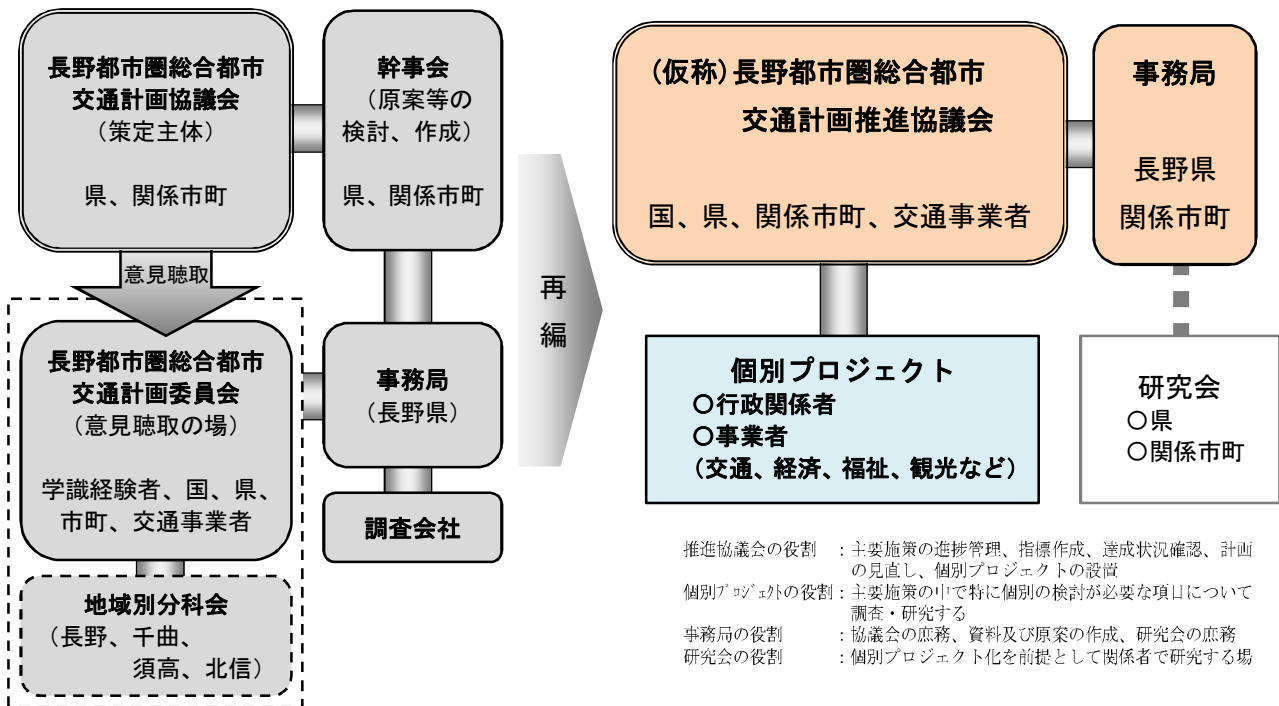 長野都市圏総合都市
交通計画協議会
（策定主体）
県、関係市町
幹事会
（原案等の
検討、作成）
県、関係市町
意見聴取
長野都市圏総合都市
交通計画委員会
（意見聴取の場）
学識経験者、国、県、
市町、交通事業者
事務局
（長野県）
調査会社
地域別分科会
（長野、千曲、
須高、北信）
再
編
（仮称）長野都市圏総合都市
交通計画推進協議会
国、県、関係市町、交通事業者
事務局
長野県
関係市町
個別プロジェクト
○行政関係者
○事業者
（交通、経済、福祉、観光など）
研究会
○県
○関係市町
推進協議会の役割　：主要施策の進捗管理、指標作成、達成状況確認、計画
の見直し、個別プロジェクトの設置
個別プロジェクトの役割：主要施策の中で特に個別の検討が必要な項目について
調査・研究する
事務局の役割　：協議会の庶務、資料及び原案の作成、研究会の庶務
研究会の役割　：個別プロジェクト化を前提として関係者で研究する場